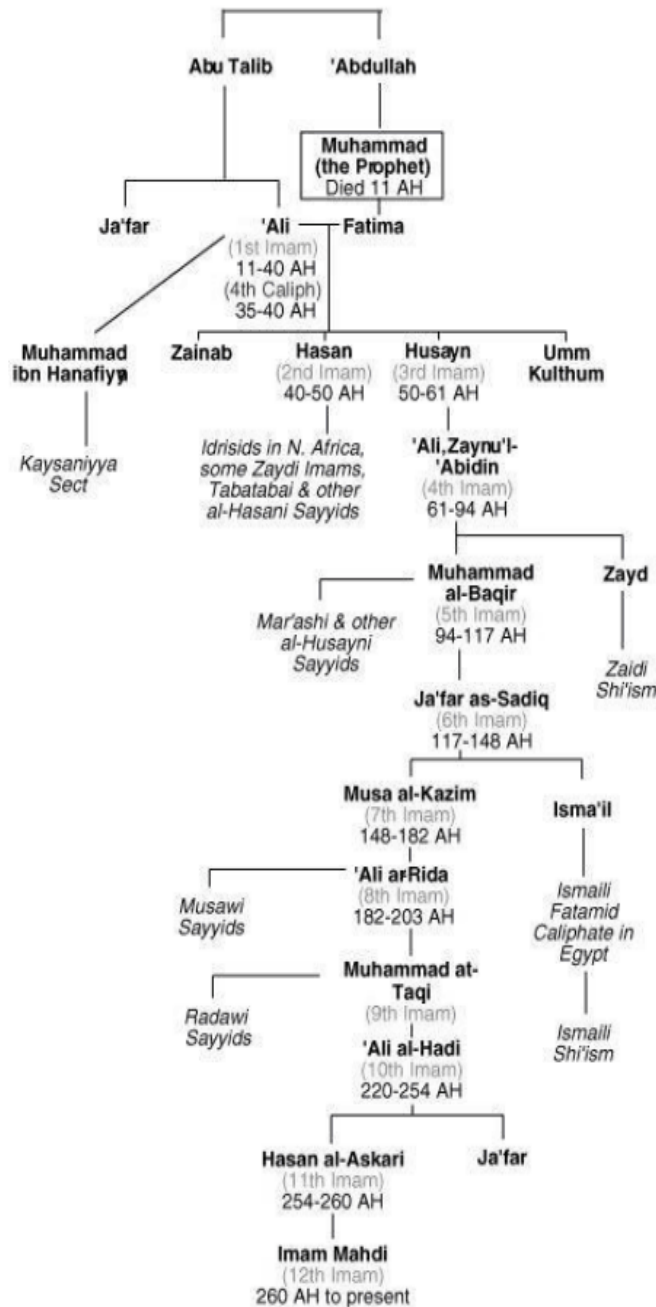 Abu Talib
'Abdullah
Muhammad
(the Prophet)
Died 11 AH
Ja'far
'Ali
Fatima
(1st Imam)
11-40 AH
(4th Caliph)
35-40 AH
Muhammad
ibn Hanafiyya
Zainab
Hasan
(2nd Imam)
40-50 AH
Husayn
(3rd Imam)
50-61 AH
Umm
Kulthum
Kaysaniyya
Sect
Idrisids in N. Africa,
some Zaydi Imams,
Tabatabai & other
al-Hasani Sayyids
'Ali,Zaynu'l-
'Abidin
(4th Imam)
61-94 AH
Muhammad
al-Baqir
(5th Imam)
94-117 AH
Zayd
Mar'ashi & other
al-Husayni
Sayyids
Zaidi
Shi'ism
Ja'far as-Sadiq
(6th Imam)
117-148 AH
Musa al-Kazim
(7th Imam)
148-182 AH
Isma'il
'Ali ar-Rida
(8th Imam)
182-203 AH
Musawi
Sayyids
Ismaili
Fatamid
Caliphate in
Egypt
Muhammad at-
Taqi
(9th Imam)
Radawi
Sayyids
Ismaili
Shi'ism
'Ali al-Hadi
(10th Imam)
220-254 AH
Hasan al-Askari
(11th Imam)
254-260 AH
Ja'far
Imam Mahdi
(12th Imam)
260 AH to present